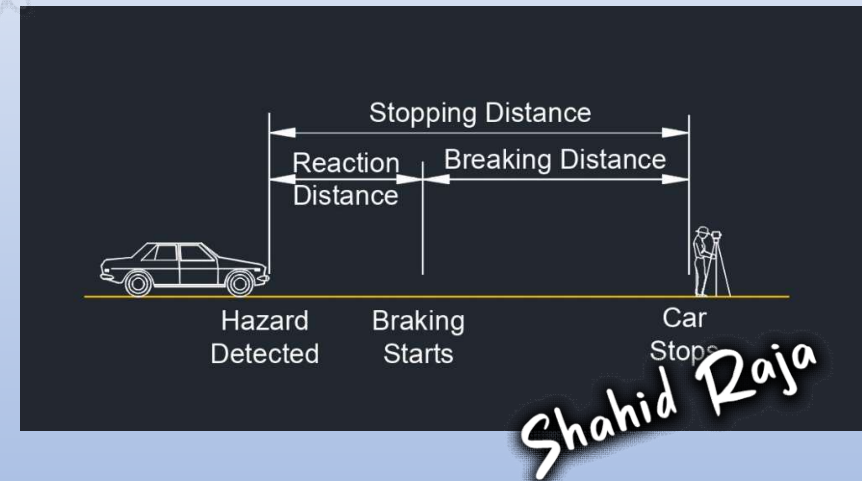 Stopping Distance
Reaction
Distance
Breaking Distance
Hazard
Detected
Braking
Starts
Car
Stops
Shahid Raja